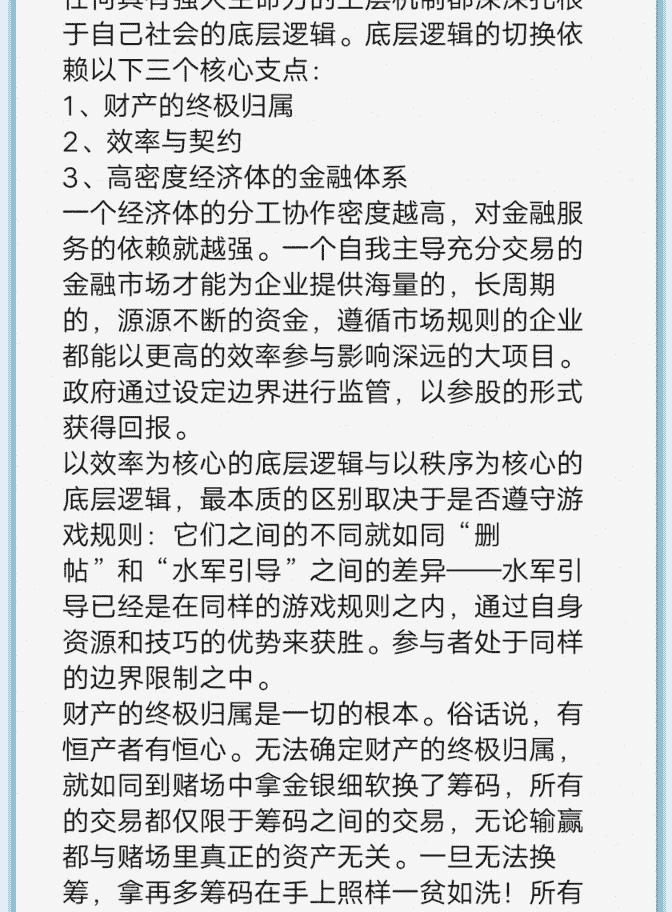 任何具有强大生命力的上层机制都深深扎根
于自己社会的底层逻辑。底层逻辑的切换依
赖以下三个核心支点：
1、财产的终极归属
2、效率与契约
3、高密度经济体的金融体系
一个经济体的分工协作密度越高，对金融服
务的依赖就越强。一个自我主导充分交易的
金融市场才能为企业提供海量的，长周期
的，源源不断的资金，遵循市场规则的企业
都能以更高的效率参与影响深远的大项目。
政府通过设定边界进行监管，以参股的形式
获得回报。
以效率为核心的底层逻辑与以秩序为核心的
底层逻辑，最本质的区别取决于是否遵守游
戏规则：它们之间的不同就如同“删
帖”和“水军引导”之间的差异——水军引
导已经是在同样的游戏规则之内，通过自身
资源和技巧的优势来获胜。参与者处于同样
的边界限制之中。
财产的终极归属是一切的根本。俗话说，有
恒产者有恒心。无法确定财产的终极归属，
就如同到赌场中拿金银细软换了筹码，所有
的交易都仅限于筹码之间的交易，无论输赢
都与赌场里真正的资产无关。一旦无法换
筹，拿再多筹码在手上照样一贫如洗！所有